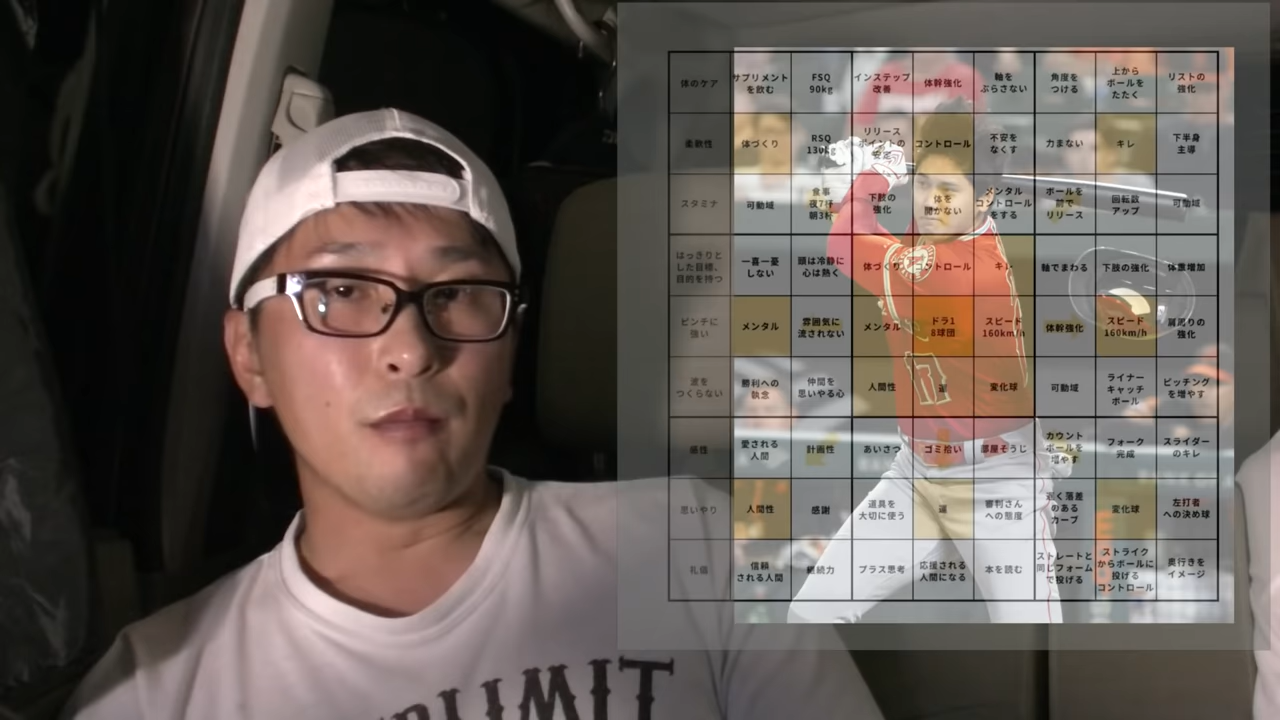 体のケア
サプリメント
を飲む
FSQ
90kg
インステップ
改善
体幹強化
軸を
ぶらさない
角度を
つける
上から
ボールを
たたく
リストの
強化
柔軟性
体づくり
RSQ
130kg
リリース
ポイントの
安定
コントロール
不安を
なくす
力まない
キレ
下半身
主導
スタミナ
可動域
食事
夜7杯
朝3杯
下肢の
強化
体を
開かない
メンタル
コントロール
をする
ボールを
前で
リリース
回転数
アップ
可動域
はっきりと
した目標、
目的を持つ
一喜一憂
しない
頭は冷静に
心は熱く
体づくり
コントロール
キレ
軸でまわる
下肢の強化
体重増加
ピンチに
強い
メンタル
雰囲気に
流されない
メンタル
ドラ1
8球団
スピード
160km/h
体幹強化
スピード
160km/h
肩周りの
強化
波を
つくらない
勝利への
執念
仲間を
思いやる心
人間性
運
変化球
可動域
ライナー
キャッチ
ボール
ピッチング
を増やす
感性
愛される
人間
計画性
あいさつ
ゴミ拾い
部屋そうじ
カウント
ボールを
増やす
フォーク
完成
スライダー
のキレ
思いやり
人間性
感謝
道具を
大切に使う
運
審判さん
への態度
遅く落差
のある
カーブ
変化球
左打者
への決め球
礼儀
信頼
される人間
継続力
プラス思考
応援される
人間になる
本を読む
ストレートと
同じフォーム
で投げる
ストライク
からボールに
投げる
コントロール
奥行きを
イメージ
LIMIT